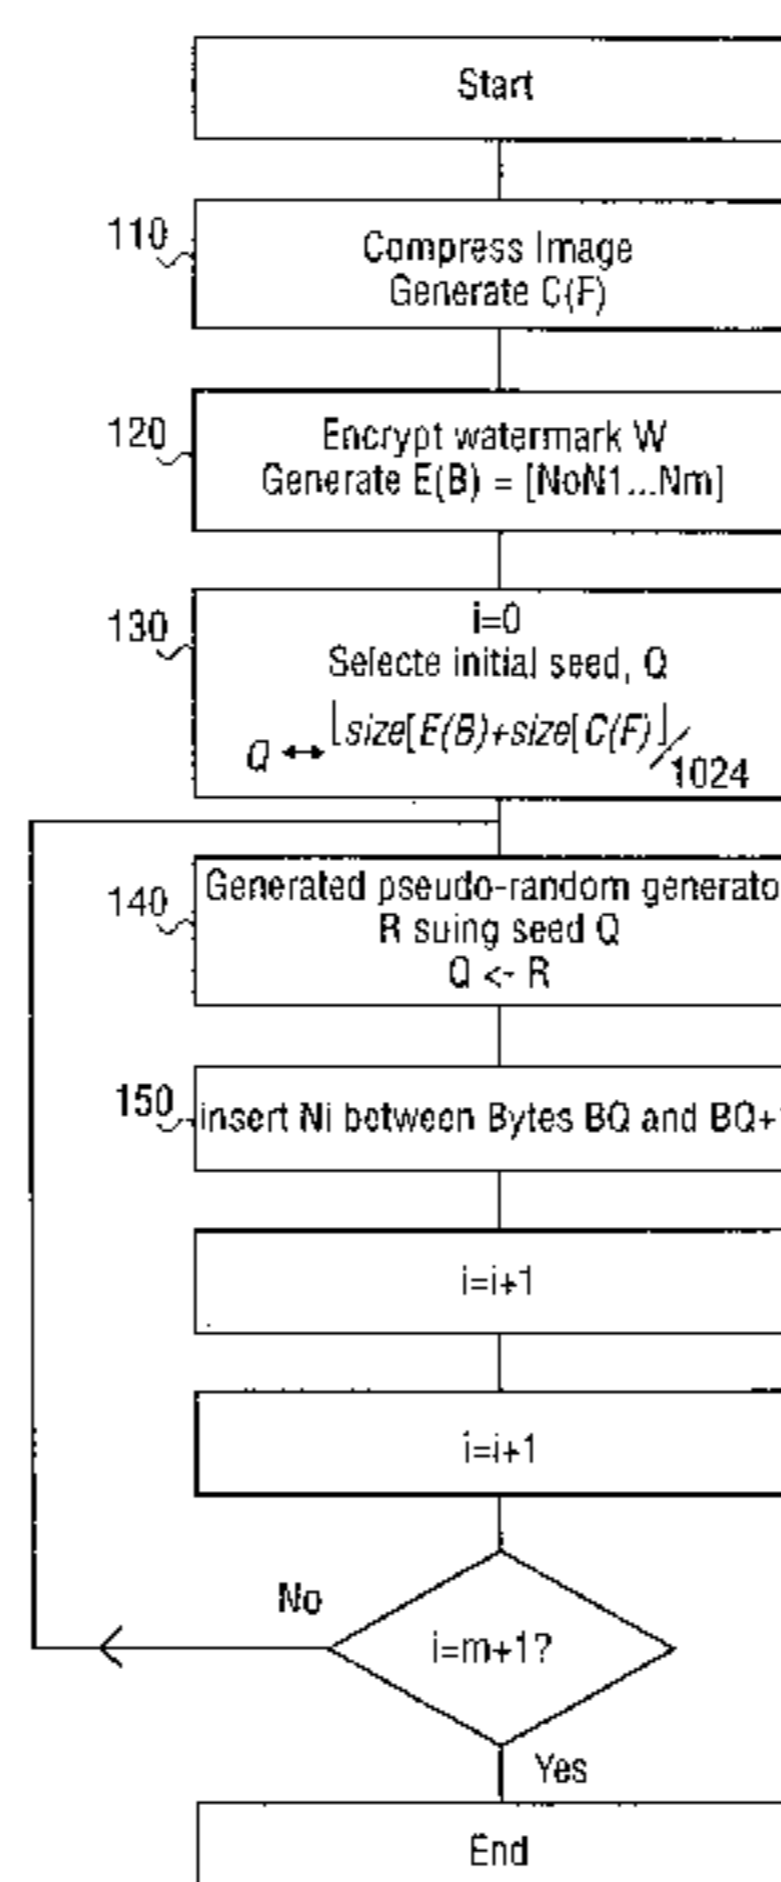 Start
110
Compress Image
Generate C(F)
120
Encrypt watermark W
Generate E(B) = [NoN1...Nm]
130
i=0
Selecte initial seed, Q
Q ↔ ⌊size[E(B)+size[C(F)⌋/1024
140
Generated pseudo-random generato
R suing seed Q
Q <- R
150
insert Ni between Bytes BQ and BQ+1
i=i+1
i=i+1
No
i=m+1?
Yes
End